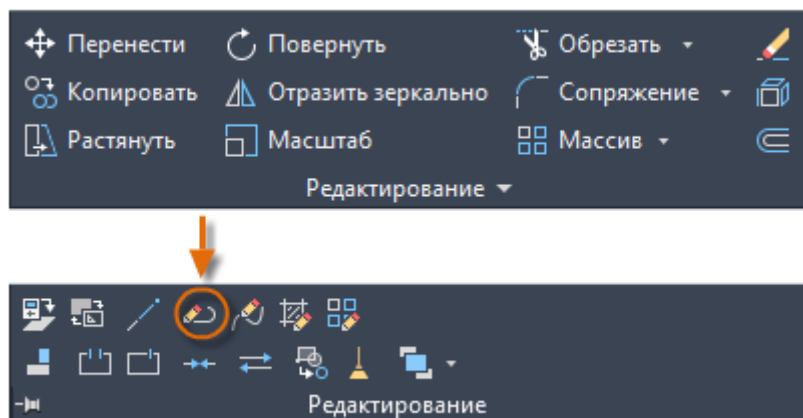 Перенести Повернуть Обрезать
Копировать Отразить зеркально Сопряжение
Растянуть Масштаб Массив
Редактирование
Редактирование